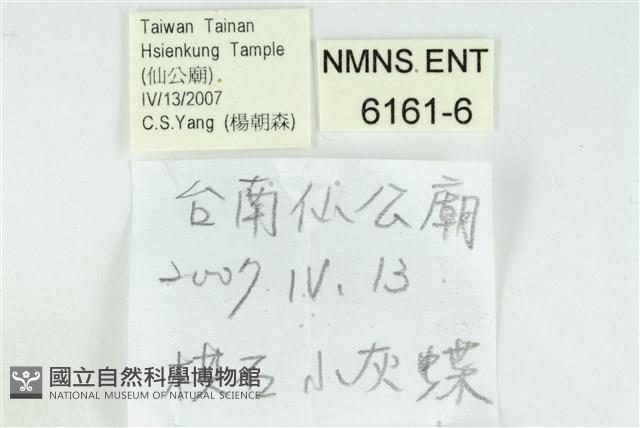 Taiwan Tainan
Hsienkung Tample
(仙公廟).
IV/13/2007
C.S.Yang (楊朝森)
NMNS. ENT
6161-6
台南仙公廟
2007. IV. 13
小灰蝶
國立自然科學博物館
NATIONAL MUSEUM OF NATURAL SCIENCE